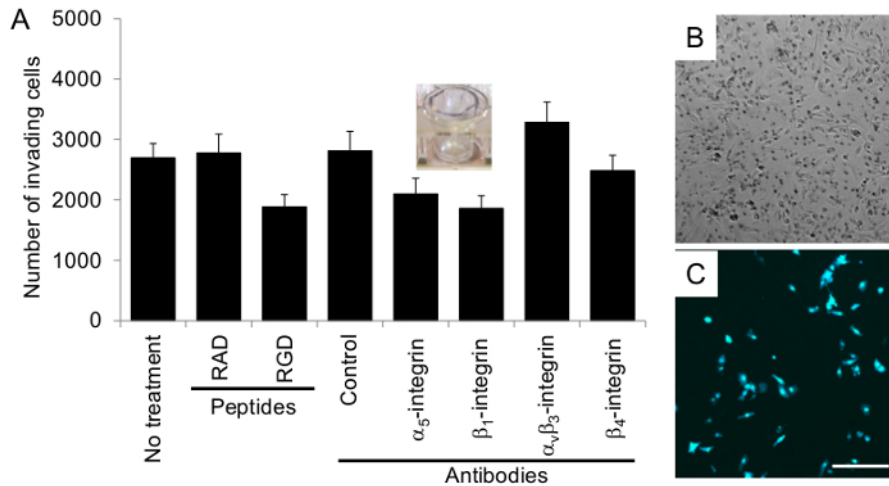 A
Number of invading cells
5000
4000
3000
2000
1000
0
No treatment
RAD
RGD
Peptides
Control
α5-integrin
β1-integrin
αvβ3-integrin
β4-integrin
Antibodies
B
C